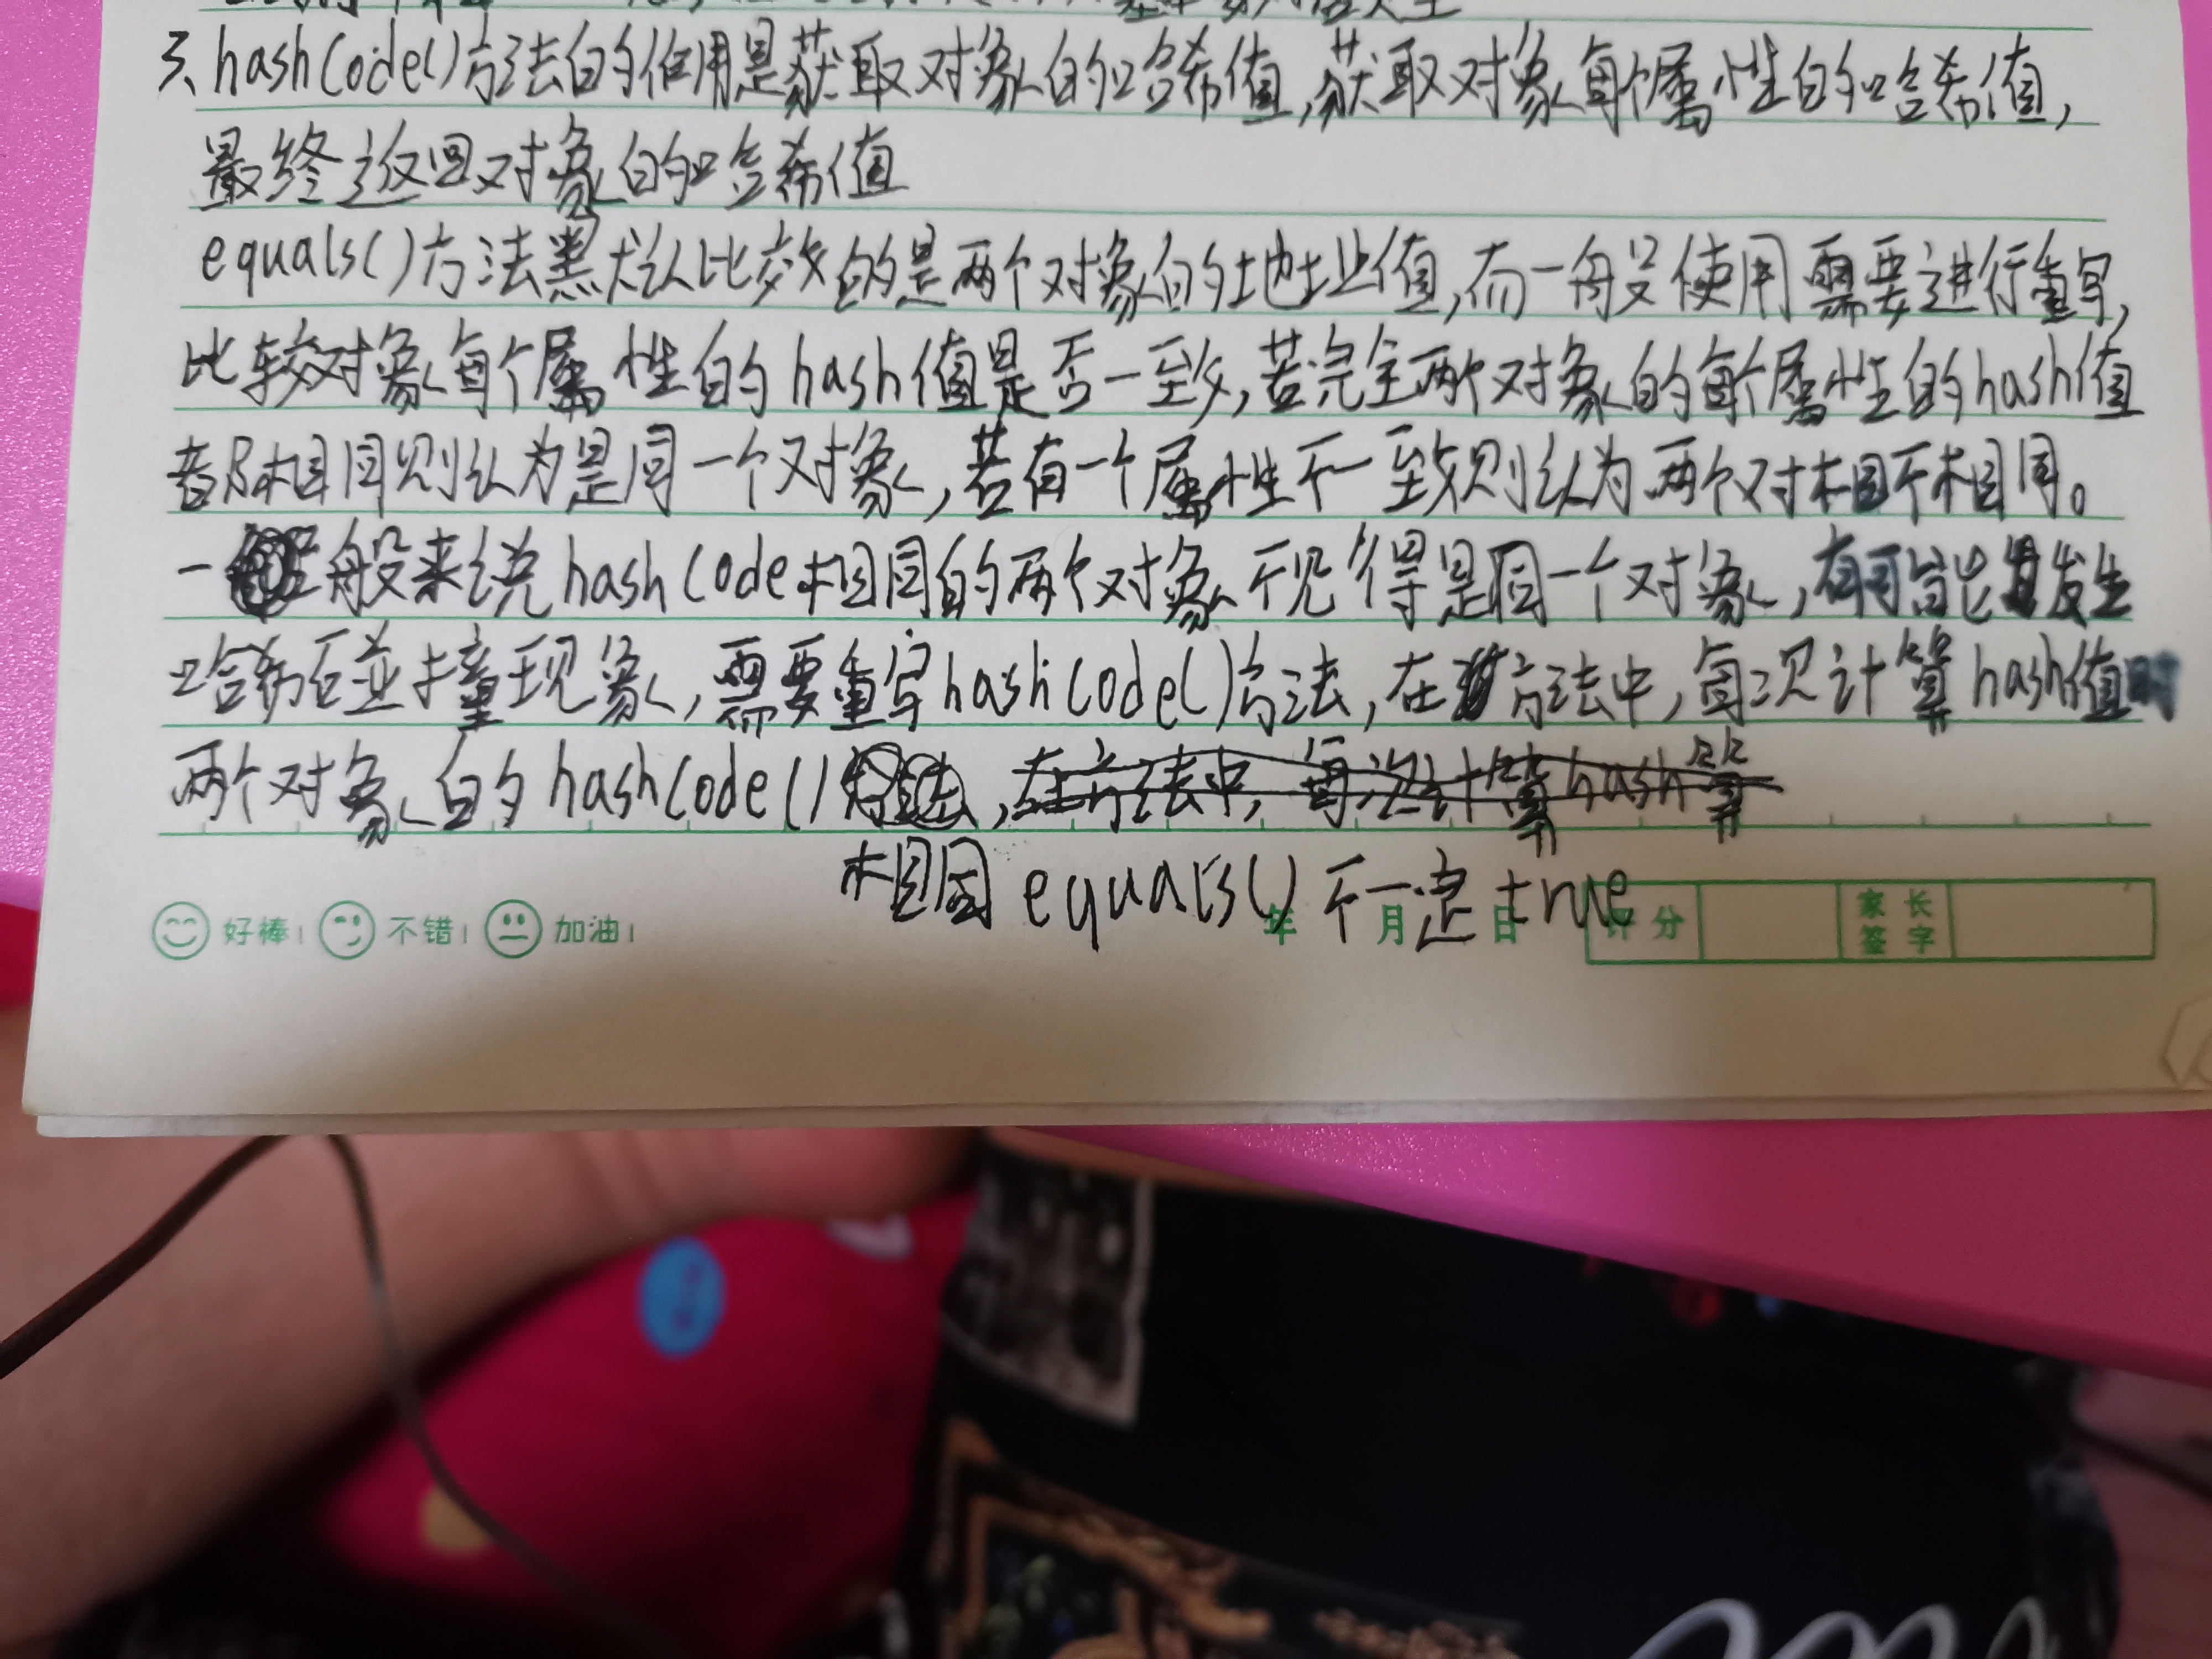 3、hashCode()方法的作用是获取对象的哈希值,获取对象每个属性的哈希值,
最终返回对象的哈希值
equals()方法默认比较的是两个对象的地址值,而一般使用需要进行重写,
比较对象每个属性的hash值是否一致,若完全两个对象的每个属性的hash值
都相同则认为是同一个对象,若有一个属性不一致则认为两个对相不相同。
一般来说hashCode相同的两个对象不见得是同一个对象,有可能发生
哈希碰撞现象,需要重写hashCode()方法,在方法中,每次计算hash值时
两个对象的hashCode(),在方法中,每次计算hash算
相同equals()不一定true
好棒! 不错! 加油! 年 月 日 评分 家长签字